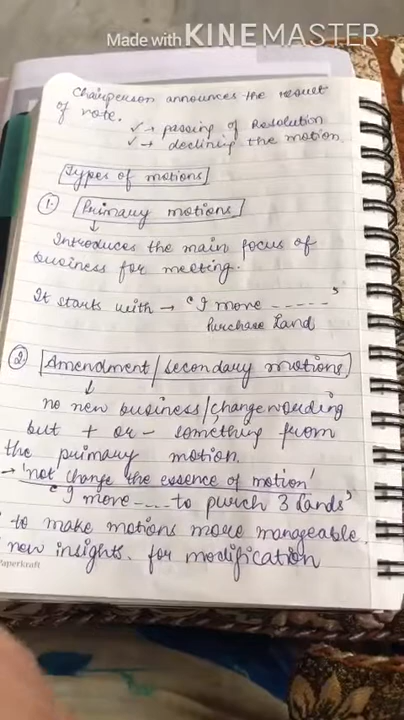 Made with KINEMASTER
Chairperson announces the result
of vote.
✓→ passing of Resolution
✓→ declining the motion.
Types of motions
① Primary motions
↓
Introduces the main focus of
business for meeting.
It starts with → "I move -----"
Purchase Land
② Amendment/secondary motions
↓
no new business/change wording
but + or - something from
the primary motion.
→ 'not change the essence of motion'
"I move ---- to purch 3 lands"
to make motions more manageable.
new insights. for modification
Paperkraft